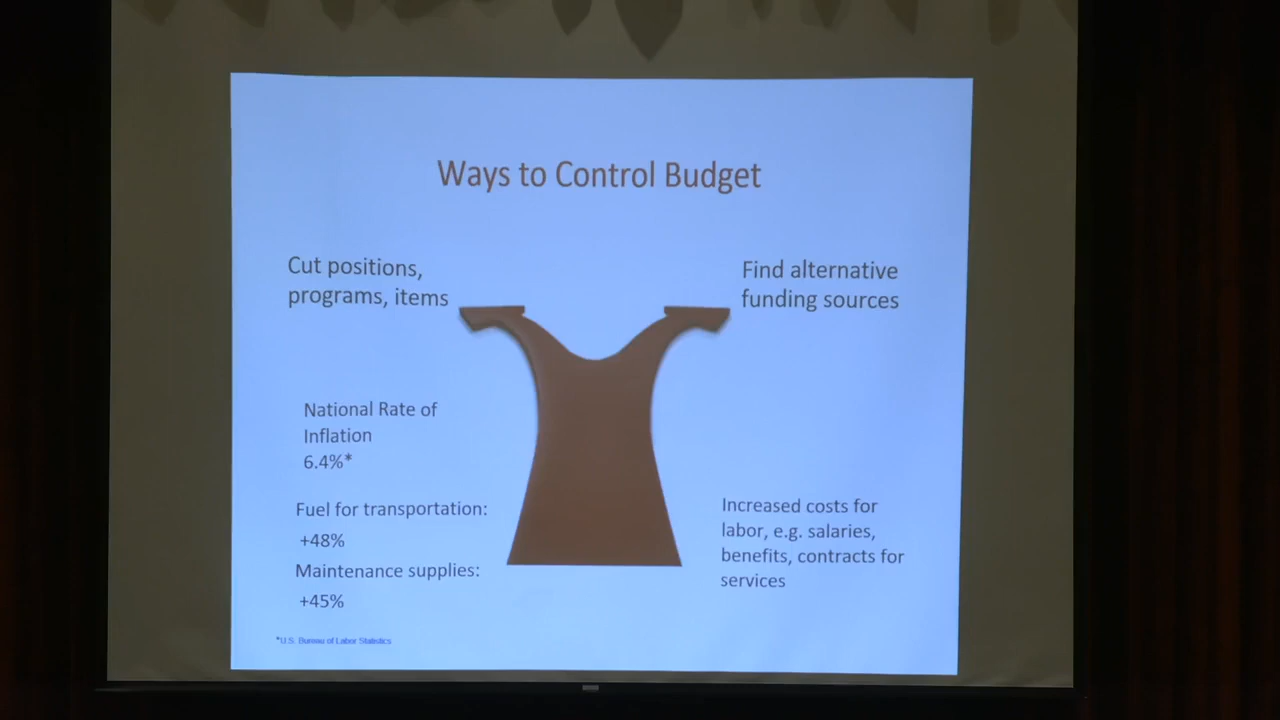 Ways to Control Budget
Cut positions,
programs, items
Find alternative
funding sources
National Rate of
Inflation
6.4%*
Fuel for transportation:
+48%
Maintenance supplies:
+45%
Increased costs for
labor, e.g. salaries,
benefits, contracts for
services
*U.S. Bureau of Labor Statistics